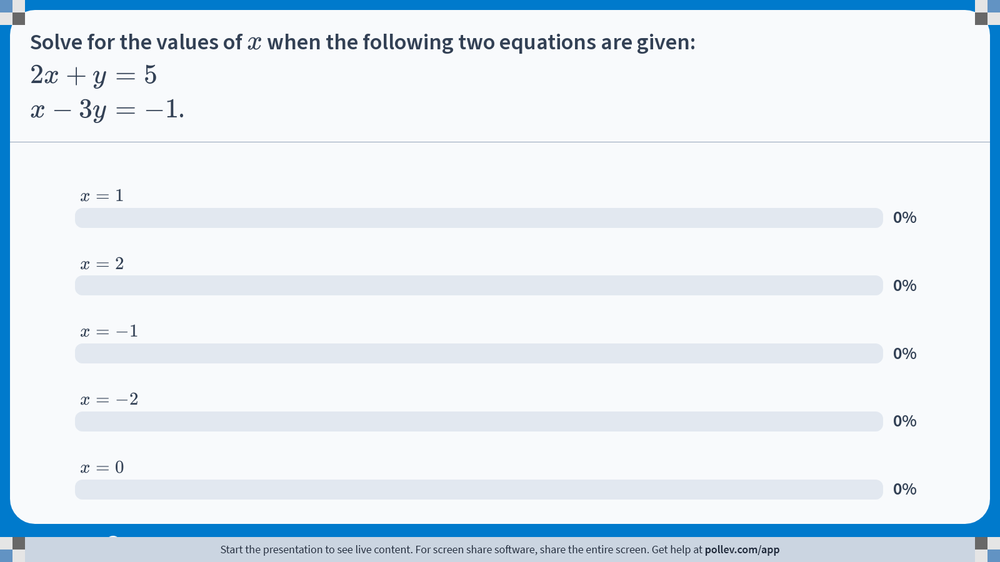 Solve for the values of x when the following two equations are given:
2x + y = 5
x − 3y = −1.
x = 1
0%
x = 2
0%
x = −1
0%
x = −2
0%
x = 0
0%
Start the presentation to see live content. For screen share software, share the entire screen. Get help at pollev.com/app